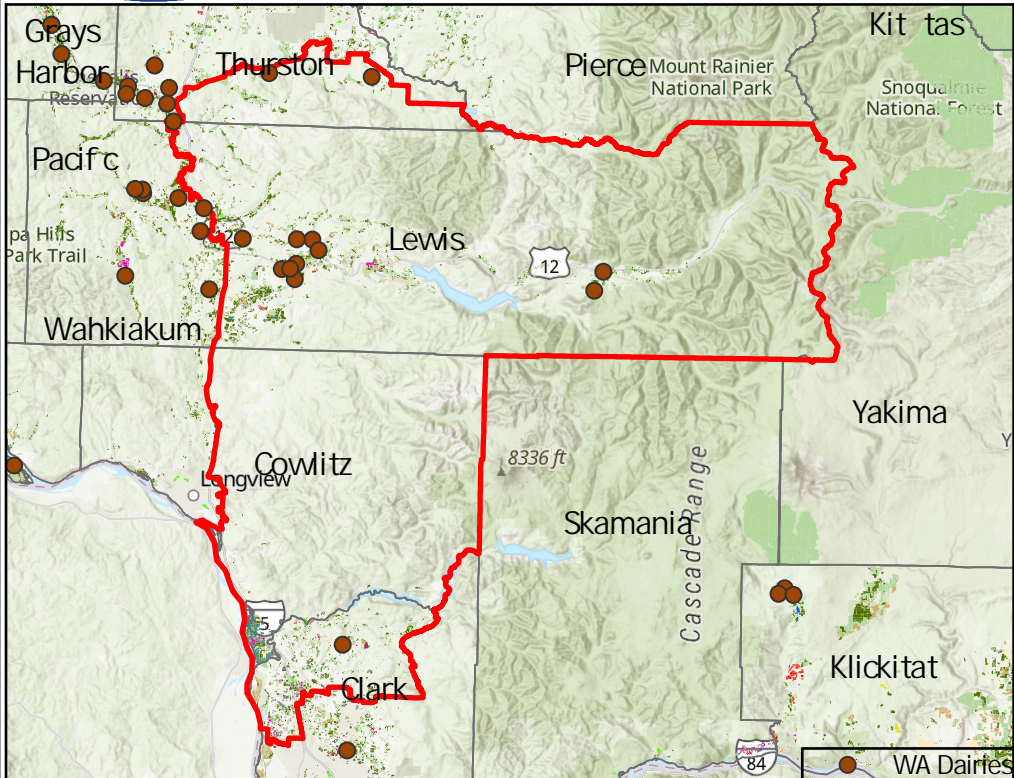 Grays
Harbor
Reservatio
Thurston
Pierce
Mount Rainier
National Park
Kit tas
Snoqualmie
National Forest
Pacif c
pa Hills
Park Trail
Lewis
12
Wahkiakum
Cowlitz
Longview
8336 ft
Skamania
Cascade Range
Yakima
Y
5
Clark
Klickitat
84
WA Dairies